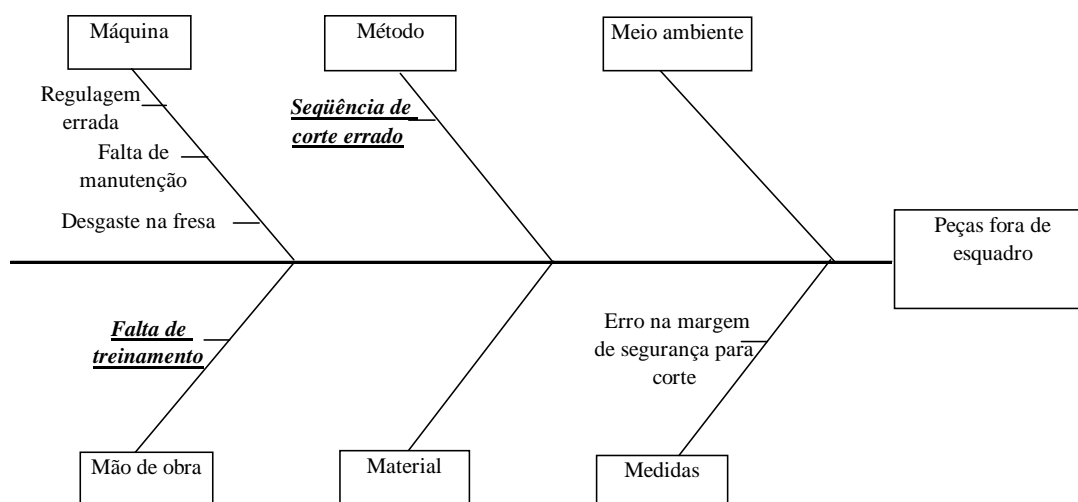 Máquina
Método
Meio ambiente
Regulagem
errada
Falta de
manutenção
Desgaste na fresa
Seqüência de
corte errado
Peças fora de
esquadro
Falta de
treinamento
Erro na margem
de segurança para
corte
Mão de obra
Material
Medidas